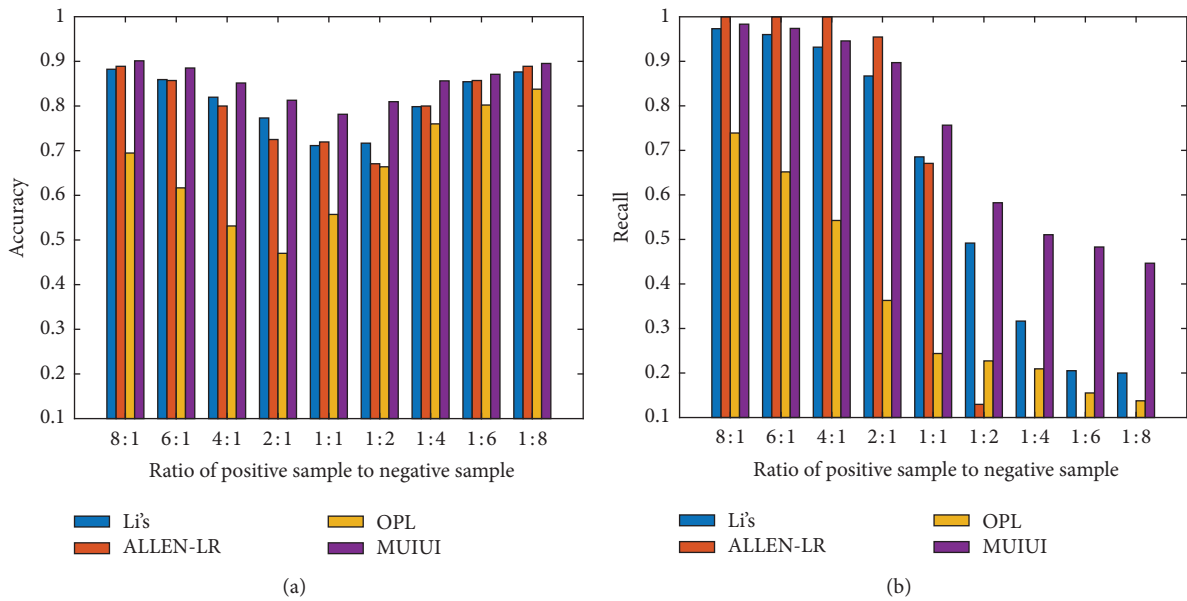 1
0.9
0.8
0.7
0.6
0.5
0.4
0.3
0.2
0.1
Accuracy
8 : 1 6 : 1 4 : 1 2 : 1 1 : 1 1 : 2 1 : 4 1 : 6 1 : 8
Ratio of positive sample to negative sample
Li's
ALLEN-LR
OPL
MUIUI
(a)
1
0.9
0.8
0.7
0.6
0.5
0.4
0.3
0.2
0.1
Recall
8 : 1 6 : 1 4 : 1 2 : 1 1 : 1 1 : 2 1 : 4 1 : 6 1 : 8
Ratio of positive sample to negative sample
Li's
ALLEN-LR
OPL
MUIUI
(b)